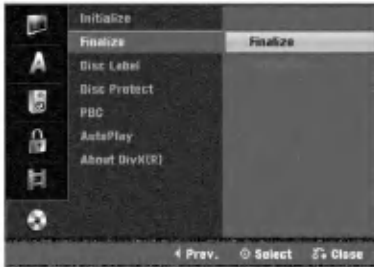 Initialize
Finalize
Finalize
A
Disc Label
Disc Protect
PBC
AutoPlay
About DivX(R)
Prev.
Select
Close